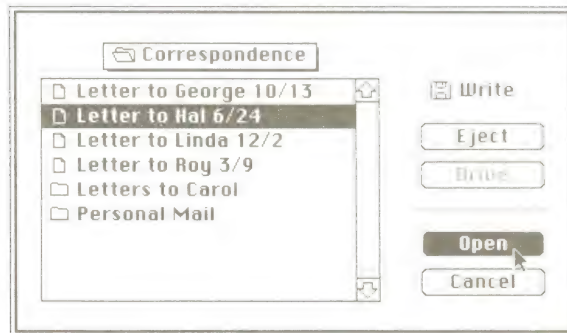 Correspondence
Letter to George 10/13
Letter to Hal 6/24
Letter to Linda 12/2
Letter to Roy 3/9
Letters to Carol
Personal Mail
Write
Eject
Drive
Open
Cancel